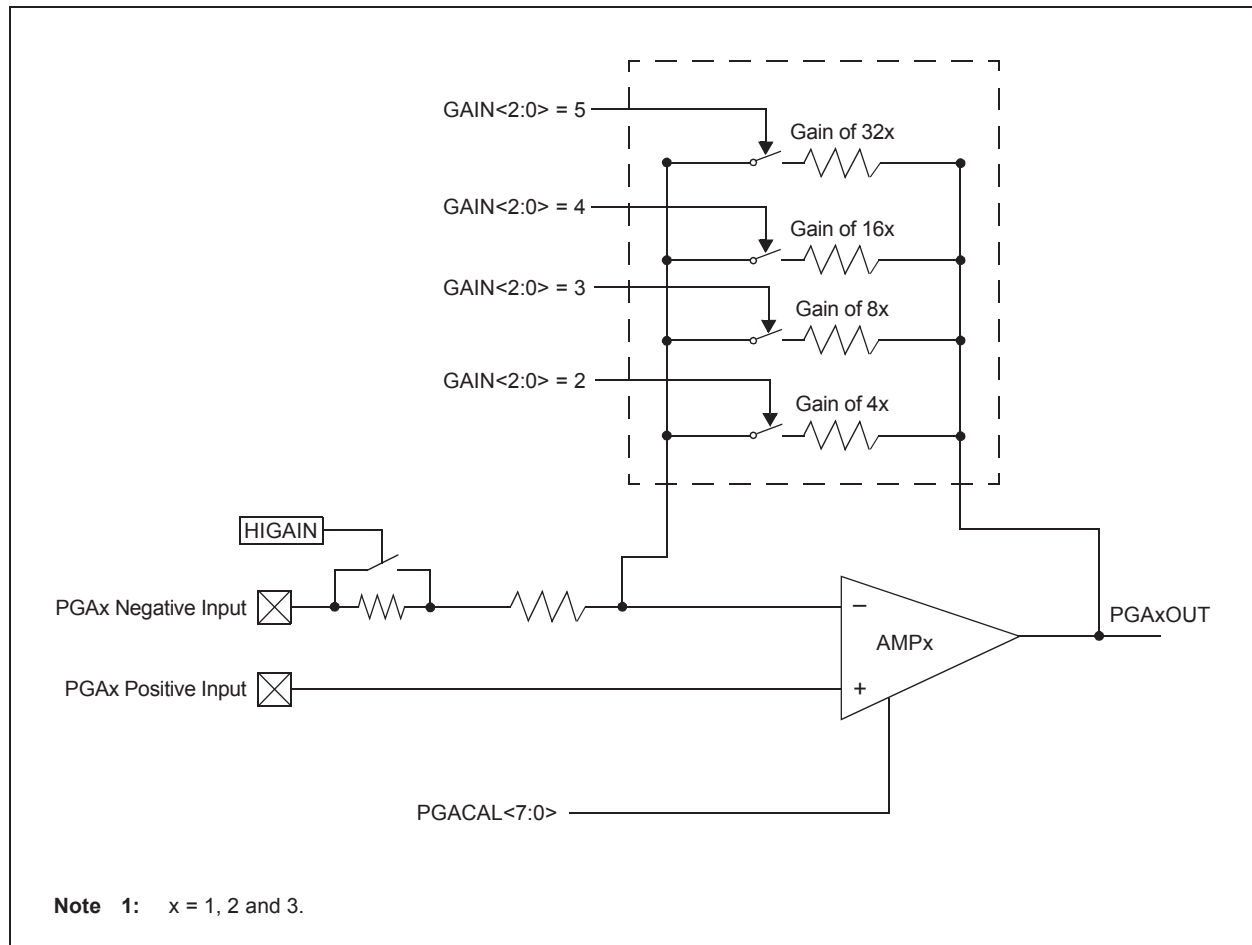 GAIN<2:0> = 5
Gain of 32x
GAIN<2:0> = 4
Gain of 16x
GAIN<2:0> = 3
Gain of 8x
GAIN<2:0> = 2
Gain of 4x
HIGAIN
PGAx Negative Input
–
PGAxOUT
AMPx
PGAx Positive Input
+
PGACAL<7:0>
Note 1: x = 1, 2 and 3.